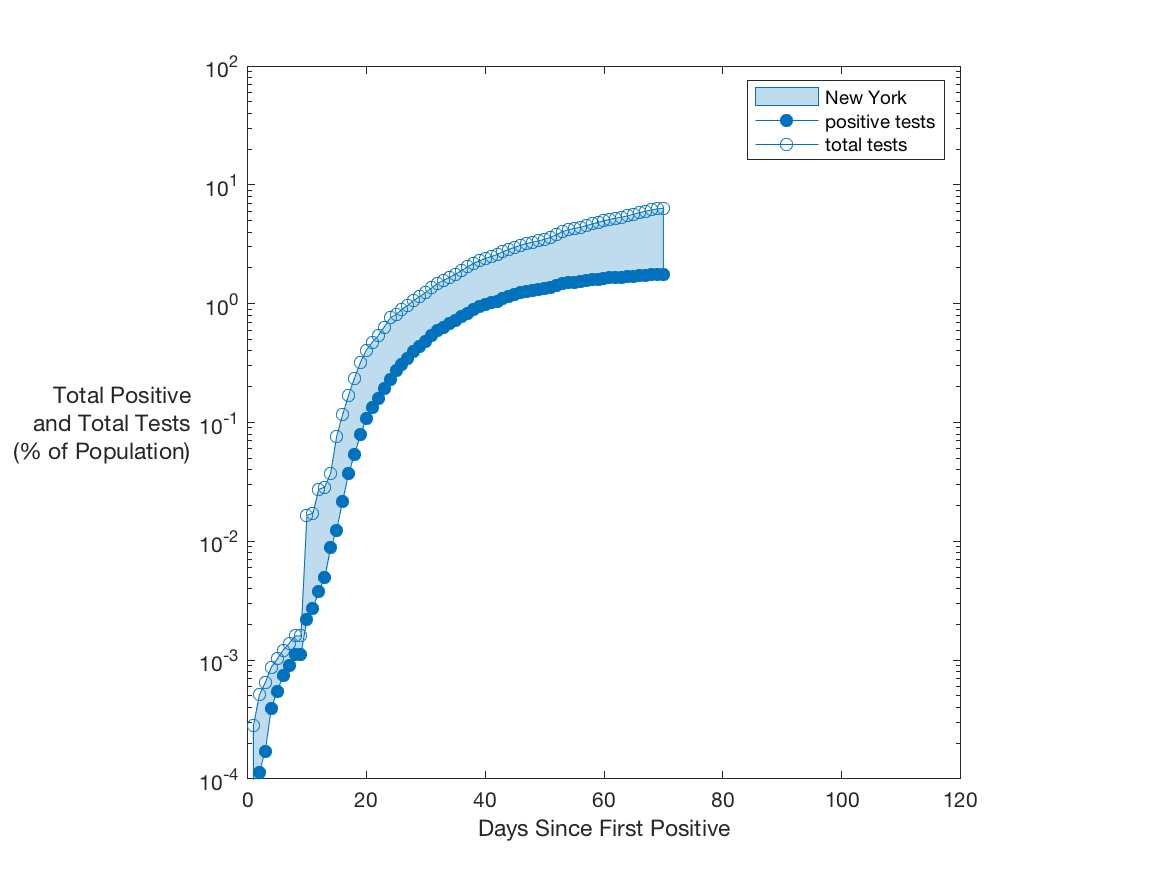 10^2
10^1
10^0
10^-1
10^-2
10^-3
10^-4
Total Positive
and Total Tests
(% of Population)
New York
positive tests
total tests
0 20 40 60 80 100 120
Days Since First Positive